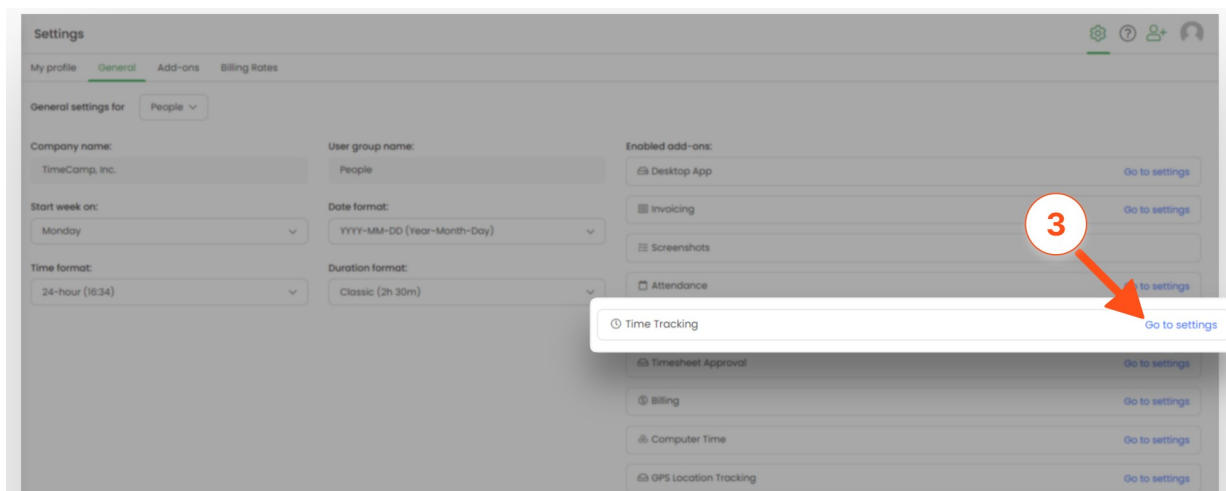 Settings
My profile General Add-ons Billing Rates
General settings for People
Company name:
TimeCamp, Inc.
User group name:
People
Start week on:
Monday
Date format:
YYYY-MM-DD (Year-Month-Day)
Time format:
24-hour (16:34)
Duration format:
Classic (2h 30m)
Enabled add-ons:
Desktop App Go to settings
Invoicing Go to settings
3
Screenshots
Attendance Go to settings
Time Tracking Go to settings
Timesheet Approval Go to settings
Billing Go to settings
Computer Time Go to settings
GPS Location Tracking Go to settings